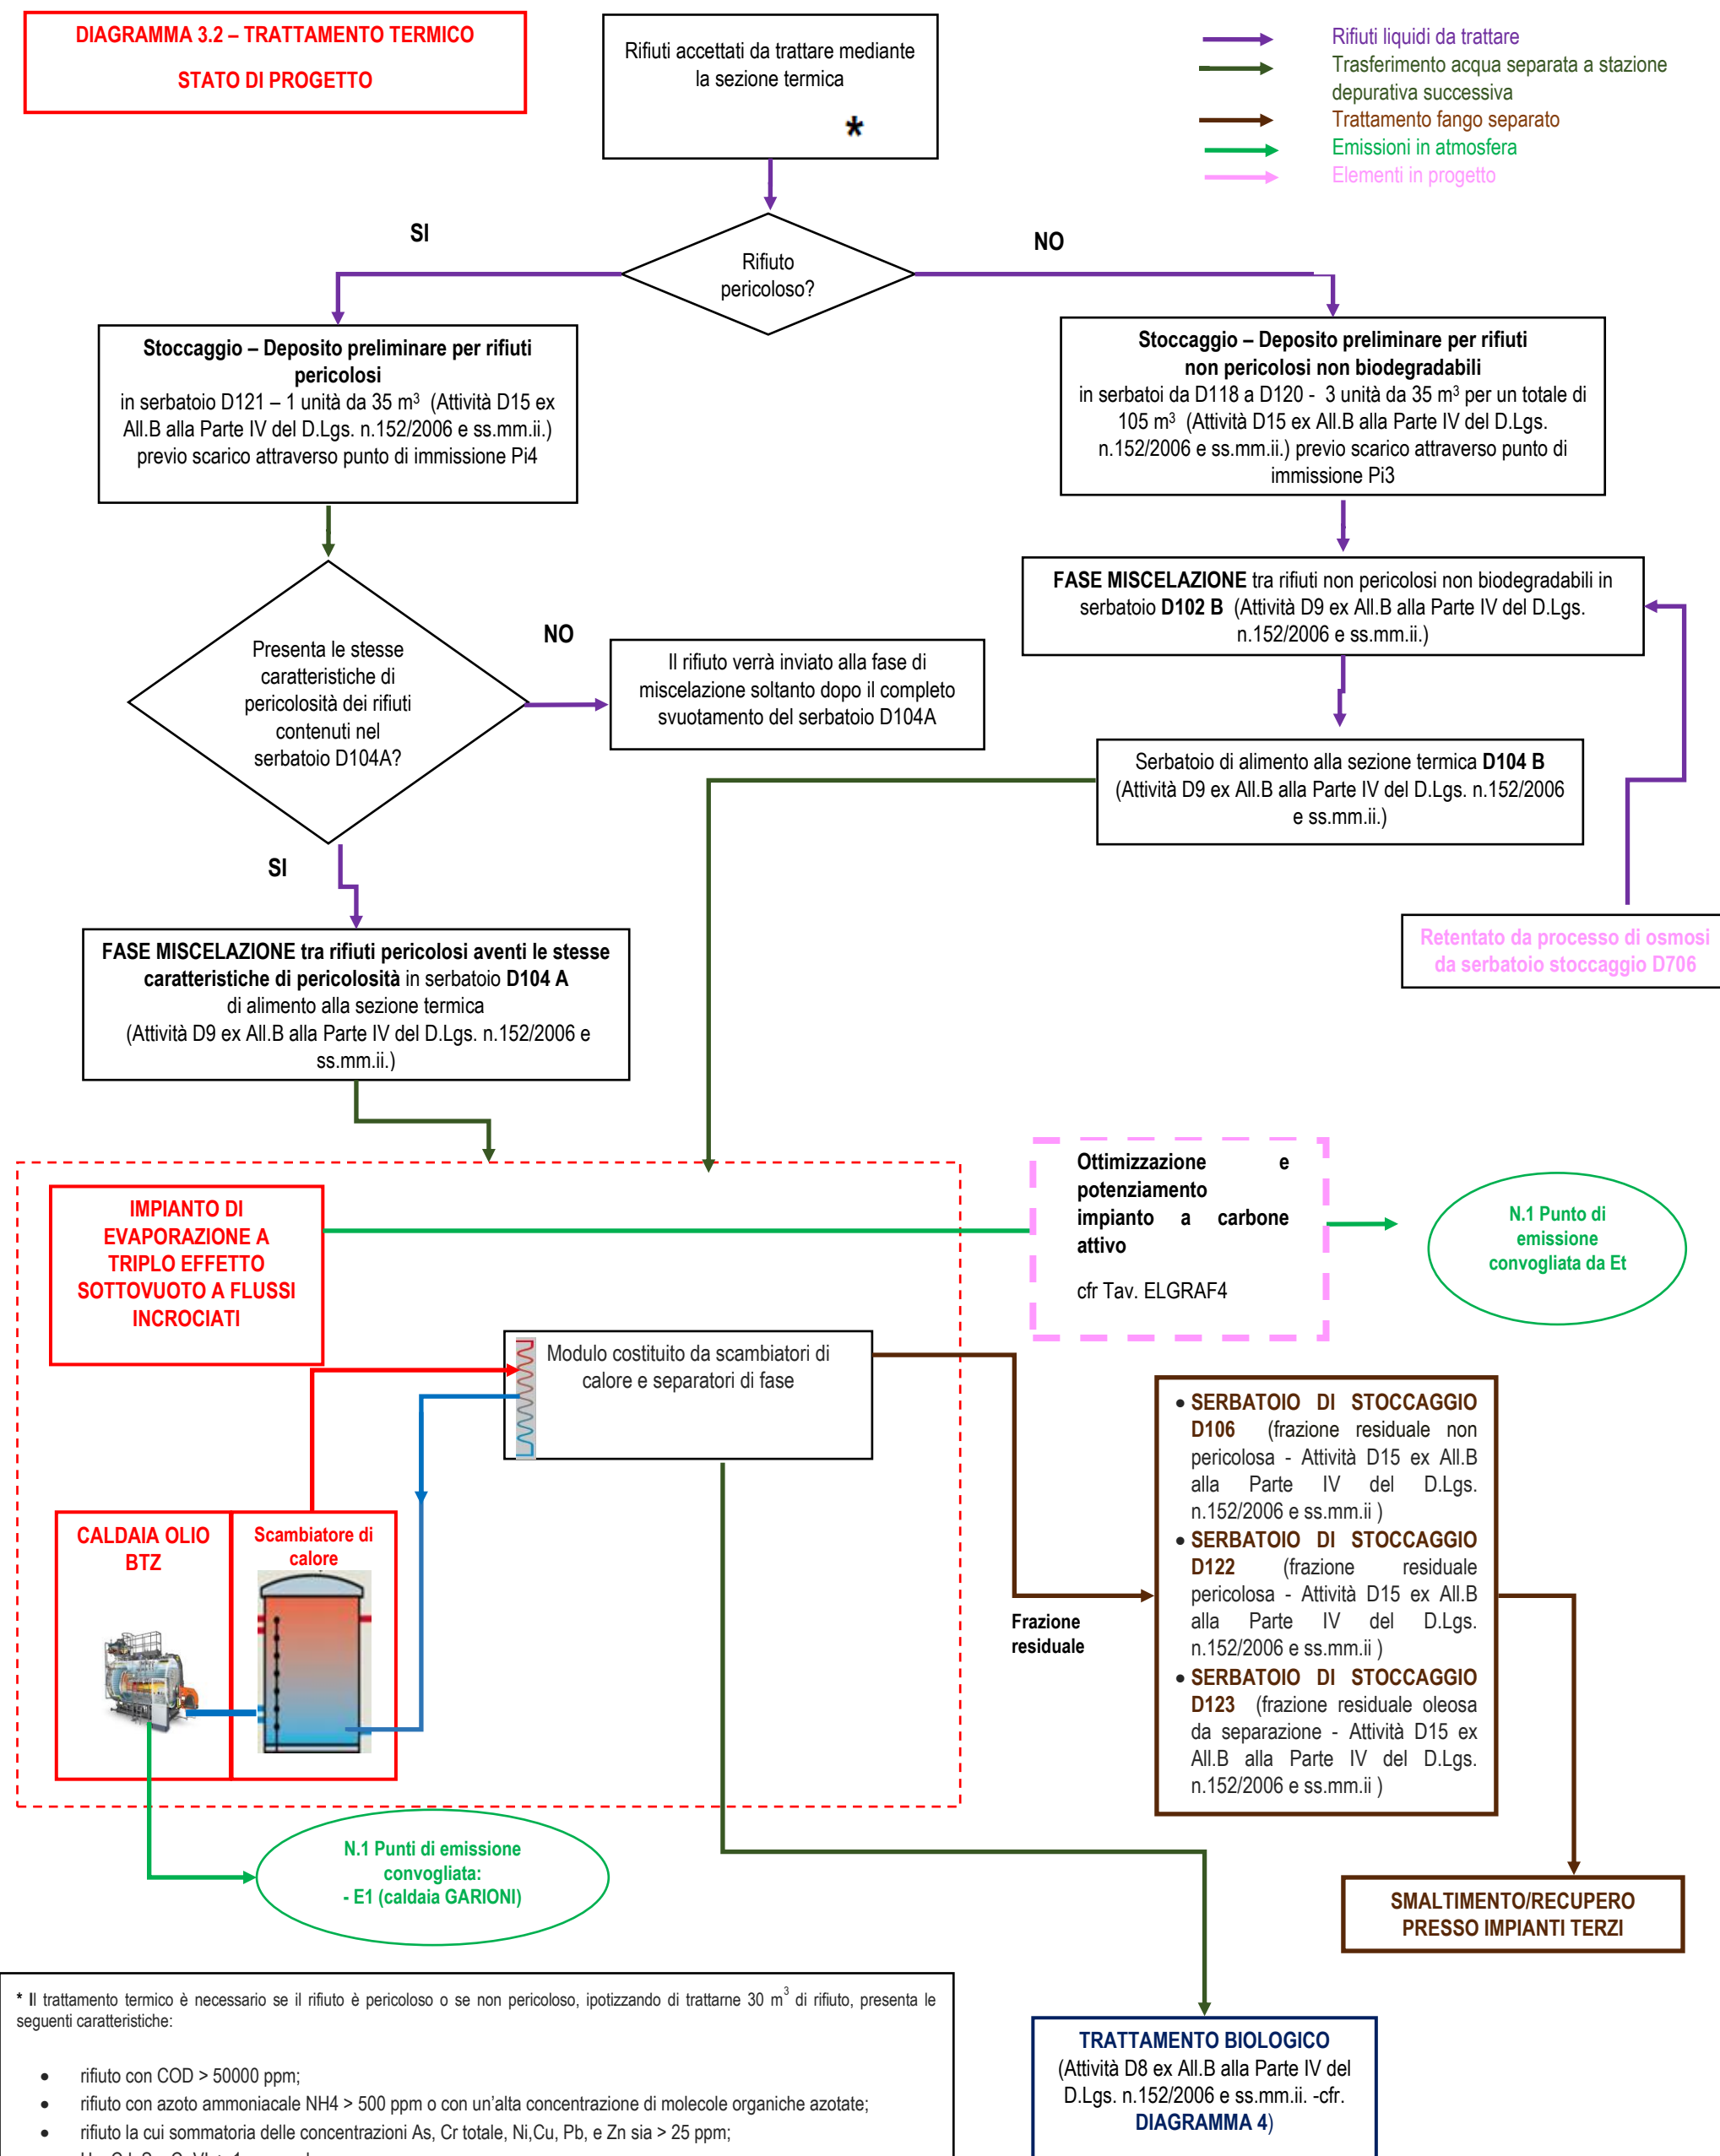 DIAGRAMMA 3.2 – TRATTAMENTO TERMICO
STATO DI PROGETTO
Rifiuti accettati da trattare mediante
la sezione termica
*
Rifiuti liquidi da trattare
Trasferimento acqua separata a stazione
depurativa successiva
Trattamento fango separato
Emissioni in atmosfera
Elementi in progetto
SI
NO
Rifiuto
pericoloso?
Stoccaggio – Deposito preliminare per rifiuti
pericolosi
in serbatoio D121 – 1 unità da 35 m³ (Attività D15 ex
All.B alla Parte IV del D.Lgs. n.152/2006 e ss.mm.ii.)
previo scarico attraverso punto di immissione Pi4
Stoccaggio – Deposito preliminare per rifiuti
non pericolosi non biodegradabili
in serbatoi da D118 a D120 - 3 unità da 35 m³ per un totale di
105 m³ (Attività D15 ex All.B alla Parte IV del D.Lgs.
n.152/2006 e ss.mm.ii.) previo scarico attraverso punto di
immissione Pi3
FASE MISCELAZIONE tra rifiuti non pericolosi non biodegradabili in
serbatoio D102 B (Attività D9 ex All.B alla Parte IV del D.Lgs.
n.152/2006 e ss.mm.ii.)
Presenta le stesse
caratteristiche di
pericolosità dei rifiuti
contenuti nel
serbatoio D104A?
NO
Il rifiuto verrà inviato alla fase di
miscelazione soltanto dopo il completo
svuotamento del serbatoio D104A
Serbatoio di alimento alla sezione termica D104 B
(Attività D9 ex All.B alla Parte IV del D.Lgs. n.152/2006
e ss.mm.ii.)
SI
Retentato da processo di osmosi
da serbatoio stoccaggio D706
FASE MISCELAZIONE tra rifiuti pericolosi aventi le stesse
caratteristiche di pericolosità in serbatoio D104 A
di alimento alla sezione termica
(Attività D9 ex All.B alla Parte IV del D.Lgs. n.152/2006 e
ss.mm.ii.)
IMPIANTO DI
EVAPORAZIONE A
TRIPLO EFFETTO
SOTTOVUOTO A FLUSSI
INCROCIATI
Ottimizzazione e
potenziamento
impianto a carbone
attivo
cfr Tav. ELGRAF4
N.1 Punto di
emissione
convogliata da Et
Modulo costituito da scambiatori di
calore e separatori di fase
CALDAIA OLIO
BTZ
Scambiatore di
calore
Frazione
residuale
• SERBATOIO DI STOCCAGGIO
D106 (frazione residuale non
pericolosa - Attività D15 ex All.B
alla Parte IV del D.Lgs.
n.152/2006 e ss.mm.ii )
• SERBATOIO DI STOCCAGGIO
D122 (frazione residuale
pericolosa - Attività D15 ex All.B
alla Parte IV del D.Lgs.
n.152/2006 e ss.mm.ii )
• SERBATOIO DI STOCCAGGIO
D123 (frazione residuale oleosa
da separazione - Attività D15 ex
All.B alla Parte IV del D.Lgs.
n.152/2006 e ss.mm.ii )
N.1 Punti di emissione
convogliata:
- E1 (caldaia GARIONI)
SMALTIMENTO/RECUPERO
PRESSO IMPIANTI TERZI
* Il trattamento termico è necessario se il rifiuto è pericoloso o se non pericoloso, ipotizzando di trattarne 30 m³ di rifiuto, presenta le
seguenti caratteristiche:
• rifiuto con COD > 50000 ppm;
• rifiuto con azoto ammoniacale NH4 > 500 ppm o con un'alta concentrazione di molecole organiche azotate;
• rifiuto la cui sommatoria delle concentrazioni As, Cr totale, Ni,Cu, Pb, e Zn sia > 25 ppm;
TRATTAMENTO BIOLOGICO
(Attività D8 ex All.B alla Parte IV del
D.Lgs. n.152/2006 e ss.mm.ii. -cfr.
DIAGRAMMA 4)